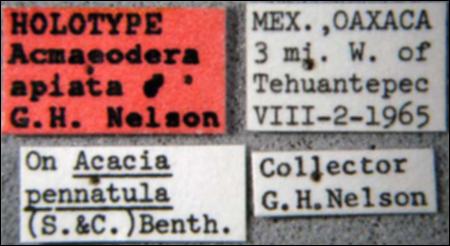 HOLOTYPE
Acmaeodera
apiata ♂
G.H. Nelson
MEX., OAXACA
3 mi. W. of
Tehuantepec
VIII-2-1965
On Acacia
pennatula
(S.&C.)Benth.
Collector
G.H.Nelson